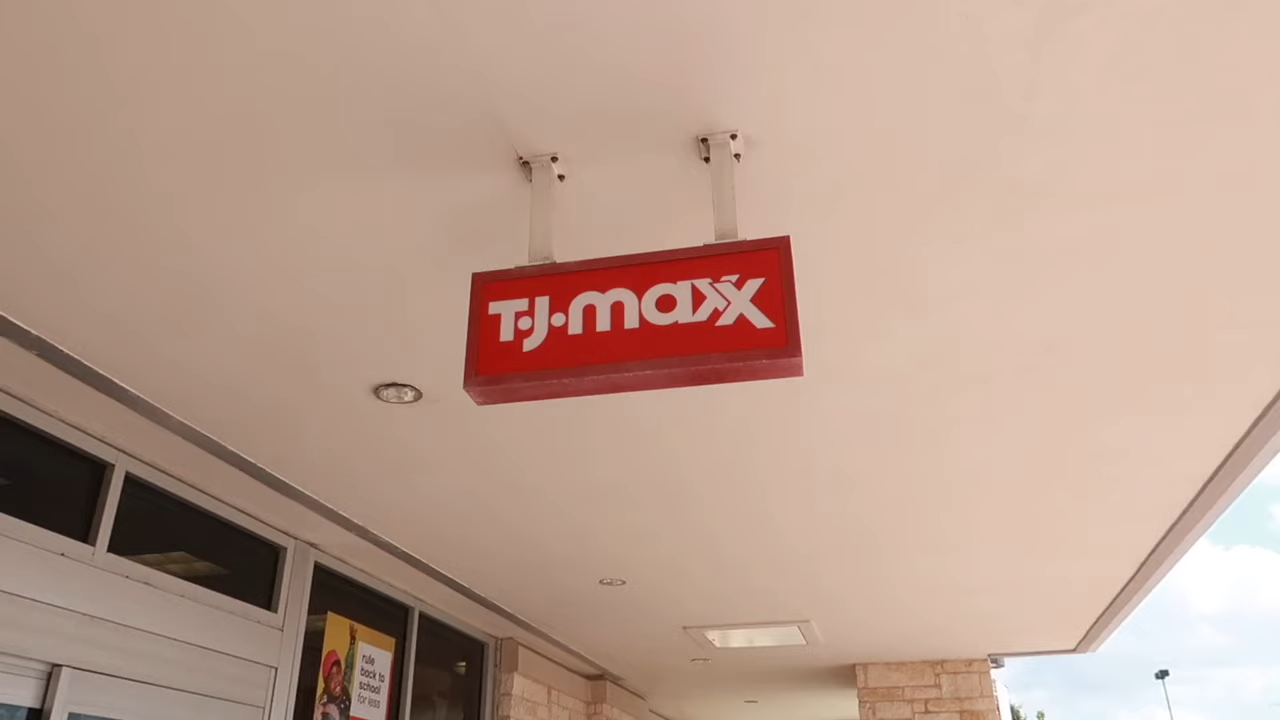 T•J•maxx
rule
back to
school
for less